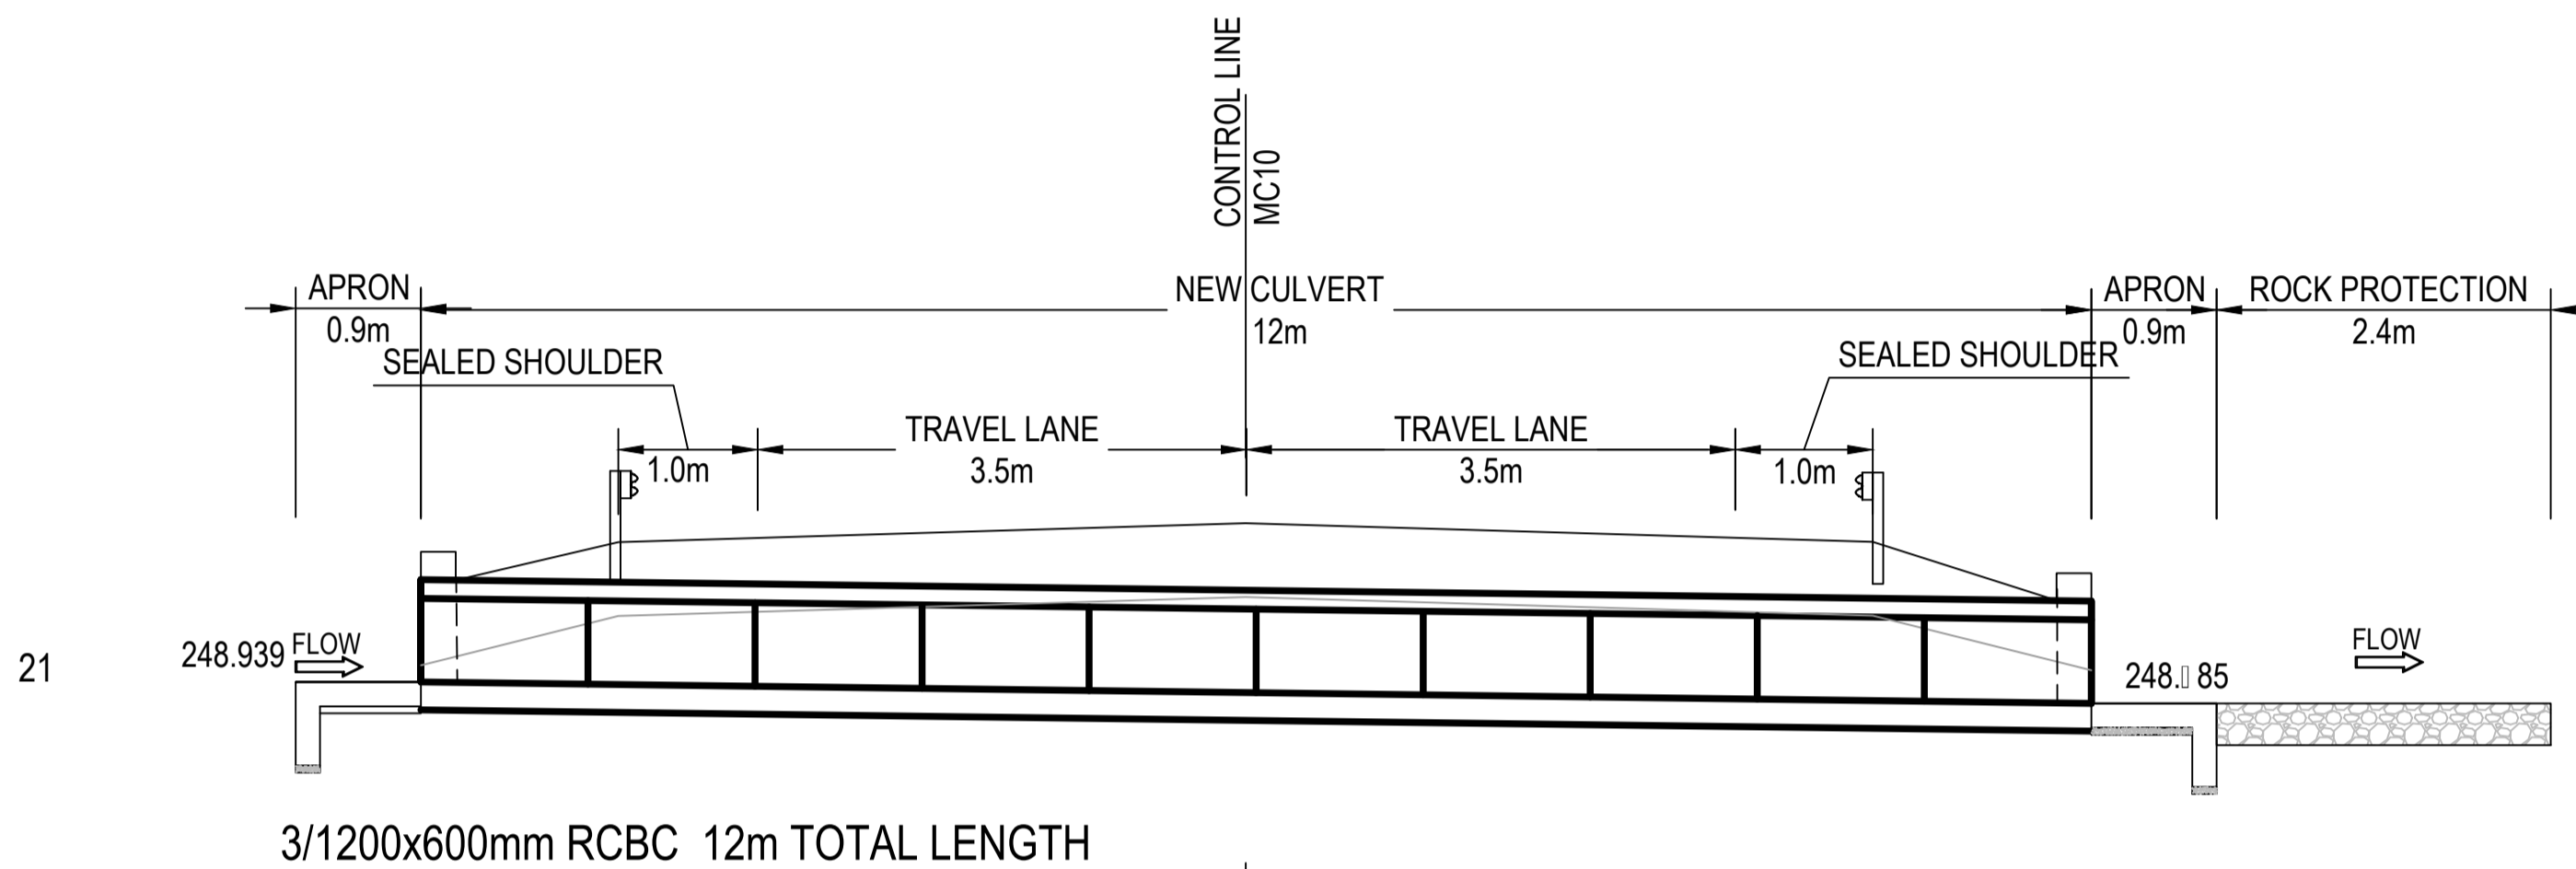 CONTROL LINE
MC10
APRON
0.9m
NEW CULVERT
12m
APRON
0.9m
ROCK PROTECTION
2.4m
SEALED SHOULDER
SEALED SHOULDER
1.0m
TRAVEL LANE
3.5m
TRAVEL LANE
3.5m
1.0m
21
248.939
FLOW
FLOW
3/1200x600mm RCBC 12m TOTAL LENGTH